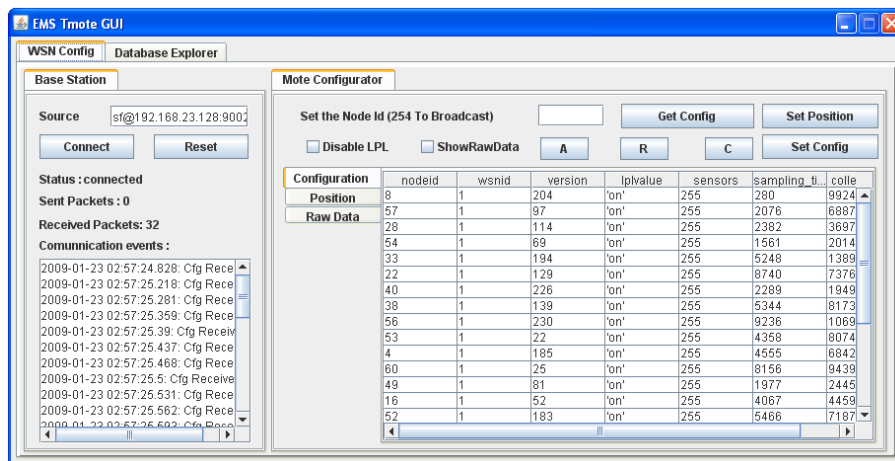 EMS Tmote GUI
WSN Config Database Explorer
Base Station
Source sf@192.168.23.128:9002
Connect Reset
Status : connected
Sent Packets : 0
Received Packets: 32
Comunnication events :
2009-01-23 02:57:24.828: Cfg Rece
2009-01-23 02:57:25.218: Cfg Rece
2009-01-23 02:57:25.281: Cfg Rece
2009-01-23 02:57:25.359: Cfg Rece
2009-01-23 02:57:25.39: Cfg Receiv
2009-01-23 02:57:25.437: Cfg Rece
2009-01-23 02:57:25.468: Cfg Rece
2009-01-23 02:57:25.5: Cfg Receive
2009-01-23 02:57:25.531: Cfg Rece
2009-01-23 02:57:25.562: Cfg Rece
2009-01-23 02:57:25.593: Cfg Rece
Mote Configurator
Set the Node Id (254 To Broadcast) Get Config Set Position
Disable LPL ShowRawData A R C Set Config
Configuration
Position
Raw Data
nodeid wsnid version lplvalue sensors sampling_ti... colle
8 1 204 'on' 255 280 9924
57 1 97 'on' 255 2076 6887
28 1 114 'on' 255 2382 3697
54 1 69 'on' 255 1561 2014
33 1 194 'on' 255 5248 1389
22 1 129 'on' 255 8740 7376
40 1 226 'on' 255 2289 1949
38 1 139 'on' 255 5344 8173
56 1 230 'on' 255 9236 1069
53 1 22 'on' 255 4358 8074
4 1 185 'on' 255 4555 6842
60 1 25 'on' 255 8156 9439
49 1 81 'on' 255 1977 2445
16 1 52 'on' 255 4067 4459
52 1 183 'on' 255 5466 7187